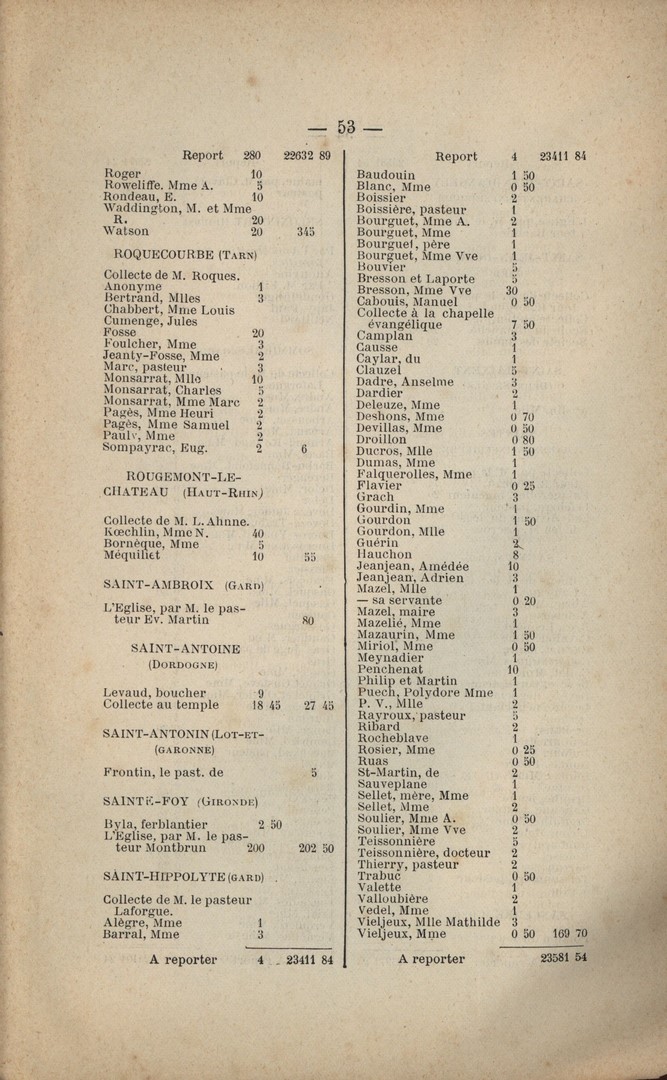 — 53 —
Report 280 22632 89
Roger 10
Roweliffe. Mme A. 5
Rondeau, E. 10
Waddington, M. et Mme
R. 20
Watson 20 345
ROQUECOURBE (TARN)
Collecte de M. Roques.
Anonyme 1
Bertrand, Mlles 3
Chabbert, Mme Louis
Cumenge, Jules
Fosse 20
Foulcher, Mme 3
Jeanty-Fosse, Mme 2
Marc, pasteur 3
Monsarrat, Mlle 10
Monsarrat, Charles 5
Monsarrat, Mme Marc 2
Pagès, Mme Heuri 2
Pagès, Mme Samuel 2
Paulv, Mme 2
Sompayrac, Eug. 2 6
ROUGEMONT-LE-
CHATEAU (HAUT-RHIN)
Collecte de M. L. Ahnne.
Kœchlin, Mme N. 40
Bornèque, Mme 5
Méquillet 10 55
SAINT-AMBROIX (GARD)
L'Eglise, par M. le pas-
teur Ev. Martin 80
SAINT-ANTOINE
(DORDOGNE)
Levaud, boucher 9
Collecte au temple 18 45 27 45
SAINT-ANTONIN (LOT-ET-
(GARONNE)
Frontin, le past. de 5
SAINTE-FOY (GIRONDE)
Byla, ferblantier 2 50
L'Eglise, par M. le pas-
teur Montbrun 200 202 50
SAINT-HIPPOLYTE (GARD)
Collecte de M. le pasteur
Laforgue.
Alègre, Mme 1
Barral, Mme 3
A reporter 4 23411 84
Report 4 23411 84
Baudouin 1 50
Blanc, Mme 0 50
Boissier 2
Boissière, pasteur 1
Bourguet, Mme A. 2
Bourguet, Mme 1
Bourguet, père 1
Bourguet, Mme Vve 1
Bouvier 5
Bresson et Laporte 5
Bresson, Mme Vve 30
Cabouis, Manuel 0 50
Collecte à la chapelle
évangélique 7 50
Camplan 3
Causse 1
Caylar, du 1
Clauzel 5
Dadre, Anselme 3
Dardier 2
Deleuze, Mme 1
Deshons, Mme 0 70
Devillas, Mme 0 50
Droillon 0 80
Ducros, Mlle 1 50
Dumas, Mme 1
Falquerolles, Mme 1
Flavier 0 25
Grach 3
Gourdin, Mme 1
Gourdon 1 50
Gourdon, Mlle 1
Guérin 2
Hauchon 8
Jeanjean, Amédée 10
Jeanjean, Adrien 3
Mazel, Mlle 1
— sa servante 0 20
Mazel, maire 3
Mazelié, Mme 1
Mazaurin, Mme 1 50
Miriol, Mme 0 50
Meynadier 1
Penchenat 10
Philip et Martin 1
Puech, Polydore Mme 1
P. V., Mlle 2
Rayroux, pasteur 5
Ribard 2
Rocheblave 1
Rosier, Mme 0 25
Ruas 0 50
St-Martin, de 2
Sauveplane 1
Sellet, mère, Mme 1
Sellet, Mme 2
Soulier, Mme A. 0 50
Soulier, Mme Vve 2
Teissonnière 5
Teissonnière, docteur 2
Thierry, pasteur 2
Trabuc 0 50
Valette 1
Valloubière 2
Vedel, Mme 1
Vieljeux, Mlle Mathilde 3
Vieljeux, Mme 0 50 169 70
A reporter 23581 54